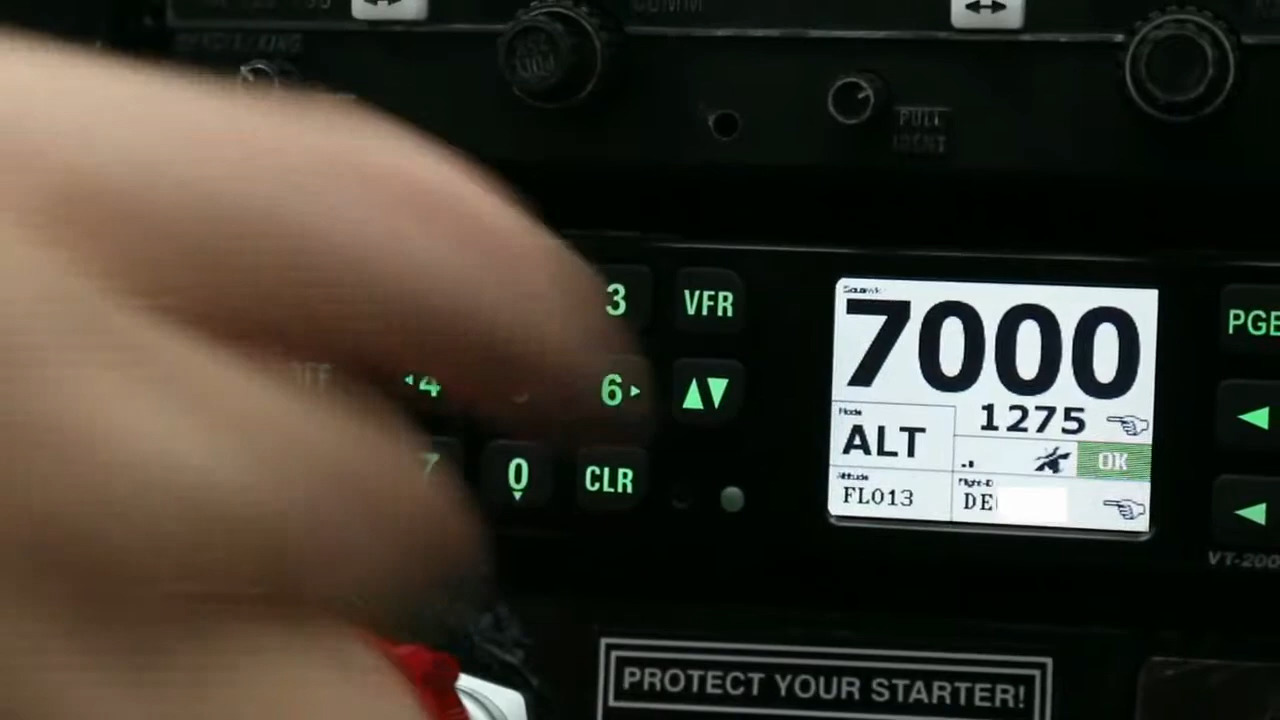 COMM
PULL
IDENT
3
VFR
4
6
7
0
CLR
Squawk
7000
1275
Mode
ALT
OK
Altitude
FL013
Flight-ID
DE
PGE
VT-200
PROTECT YOUR STARTER!